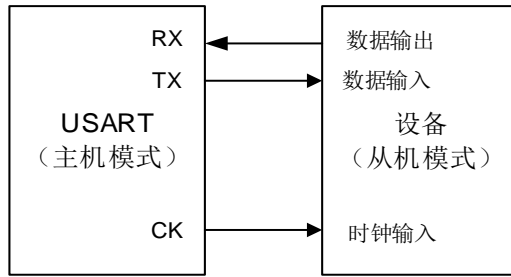 RX
数据输出
TX
数据输入
USART
（主机模式）
设备
（从机模式）
CK
时钟输入